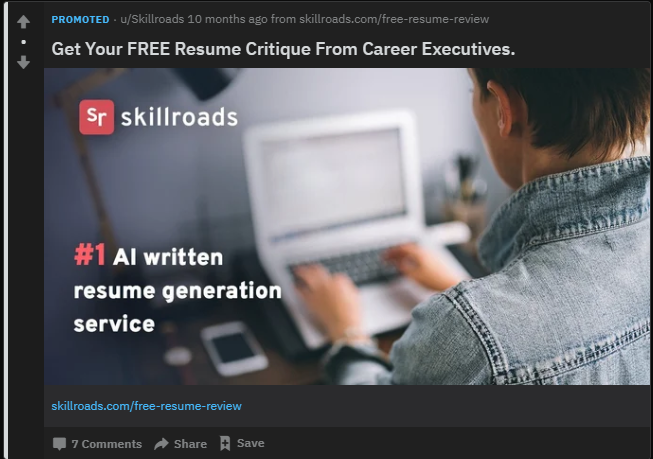 PROMOTED · u/Skillroads 10 months ago from skillroads.com/free-resume-review
Get Your FREE Resume Critique From Career Executives.
Sr skillroads
#1 AI written
resume generation
service
skillroads.com/free-resume-review
7 Comments Share Save